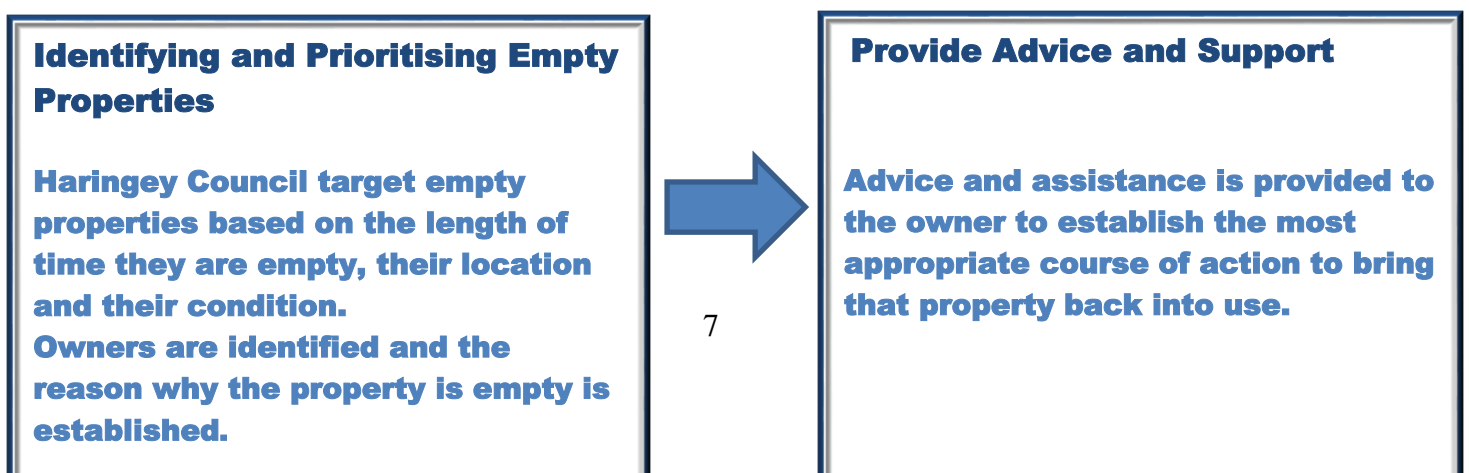 Identifying and Prioritising Empty
Properties
Haringey Council target empty
properties based on the length of
time they are empty, their location
and their condition.
Owners are identified and the
reason why the property is empty is
established.
7
Provide Advice and Support
Advice and assistance is provided to
the owner to establish the most
appropriate course of action to bring
that property back into use.